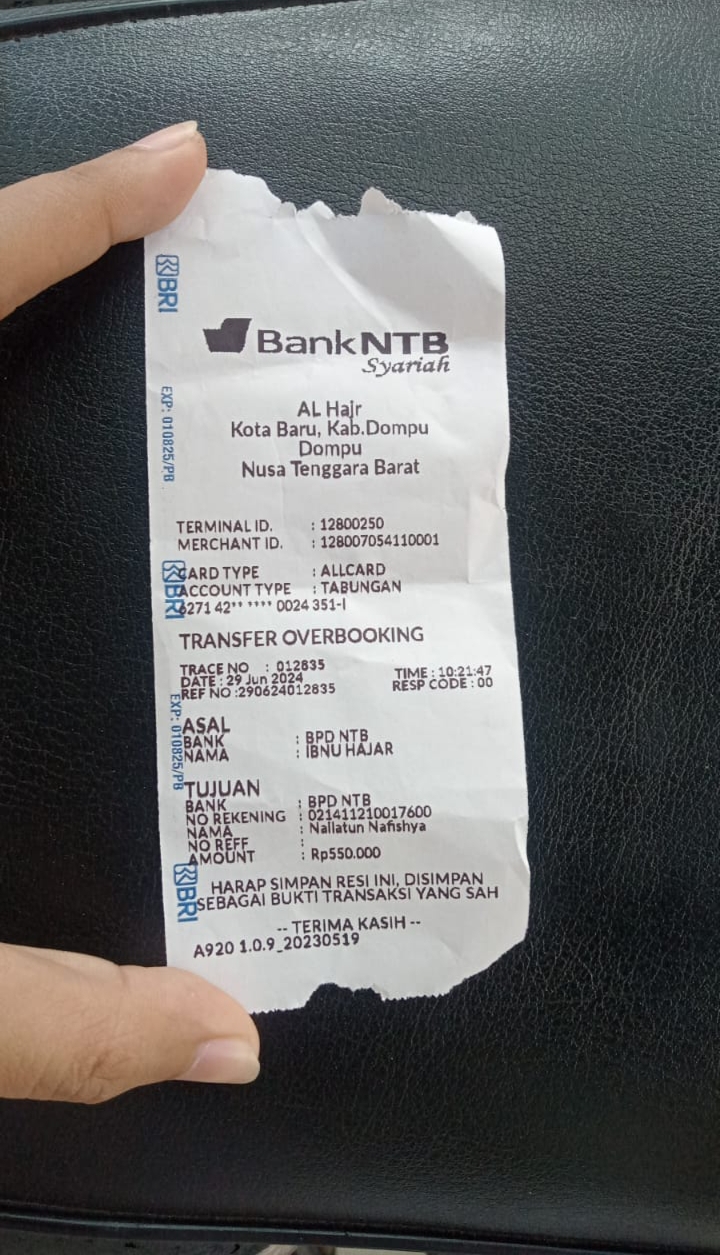 BankNTB
Syariah
AL Hajr
Kota Baru, Kab.Dompu
Dompu
Nusa Tenggara Barat
TERMINAL ID. : 12800250
MERCHANT ID. : 128007054110001
CARD TYPE : ALLCARD
ACCOUNT TYPE : TABUNGAN
6271 42** **** 0024 351-I
TRANSFER OVERBOOKING
TRACE NO : 012835
DATE : 29 Jun 2024 TIME : 10:21:47
REF NO :290624012835 RESP CODE : 00
ASAL
BANK : BPD NTB
NAMA : IBNU HAJAR
TUJUAN
BANK : BPD NTB
NO REKENING : 021411210017600
NAMA : Nailatun Nafishya
NO REFF :
AMOUNT : Rp550.000
HARAP SIMPAN RESI INI, DISIMPAN
SEBAGAI BUKTI TRANSAKSI YANG SAH
-- TERIMA KASIH --
A920 1.0.9_20230519
BRI
EXP: 010825/PB
BRI
EXP: 010825/PB
BRI